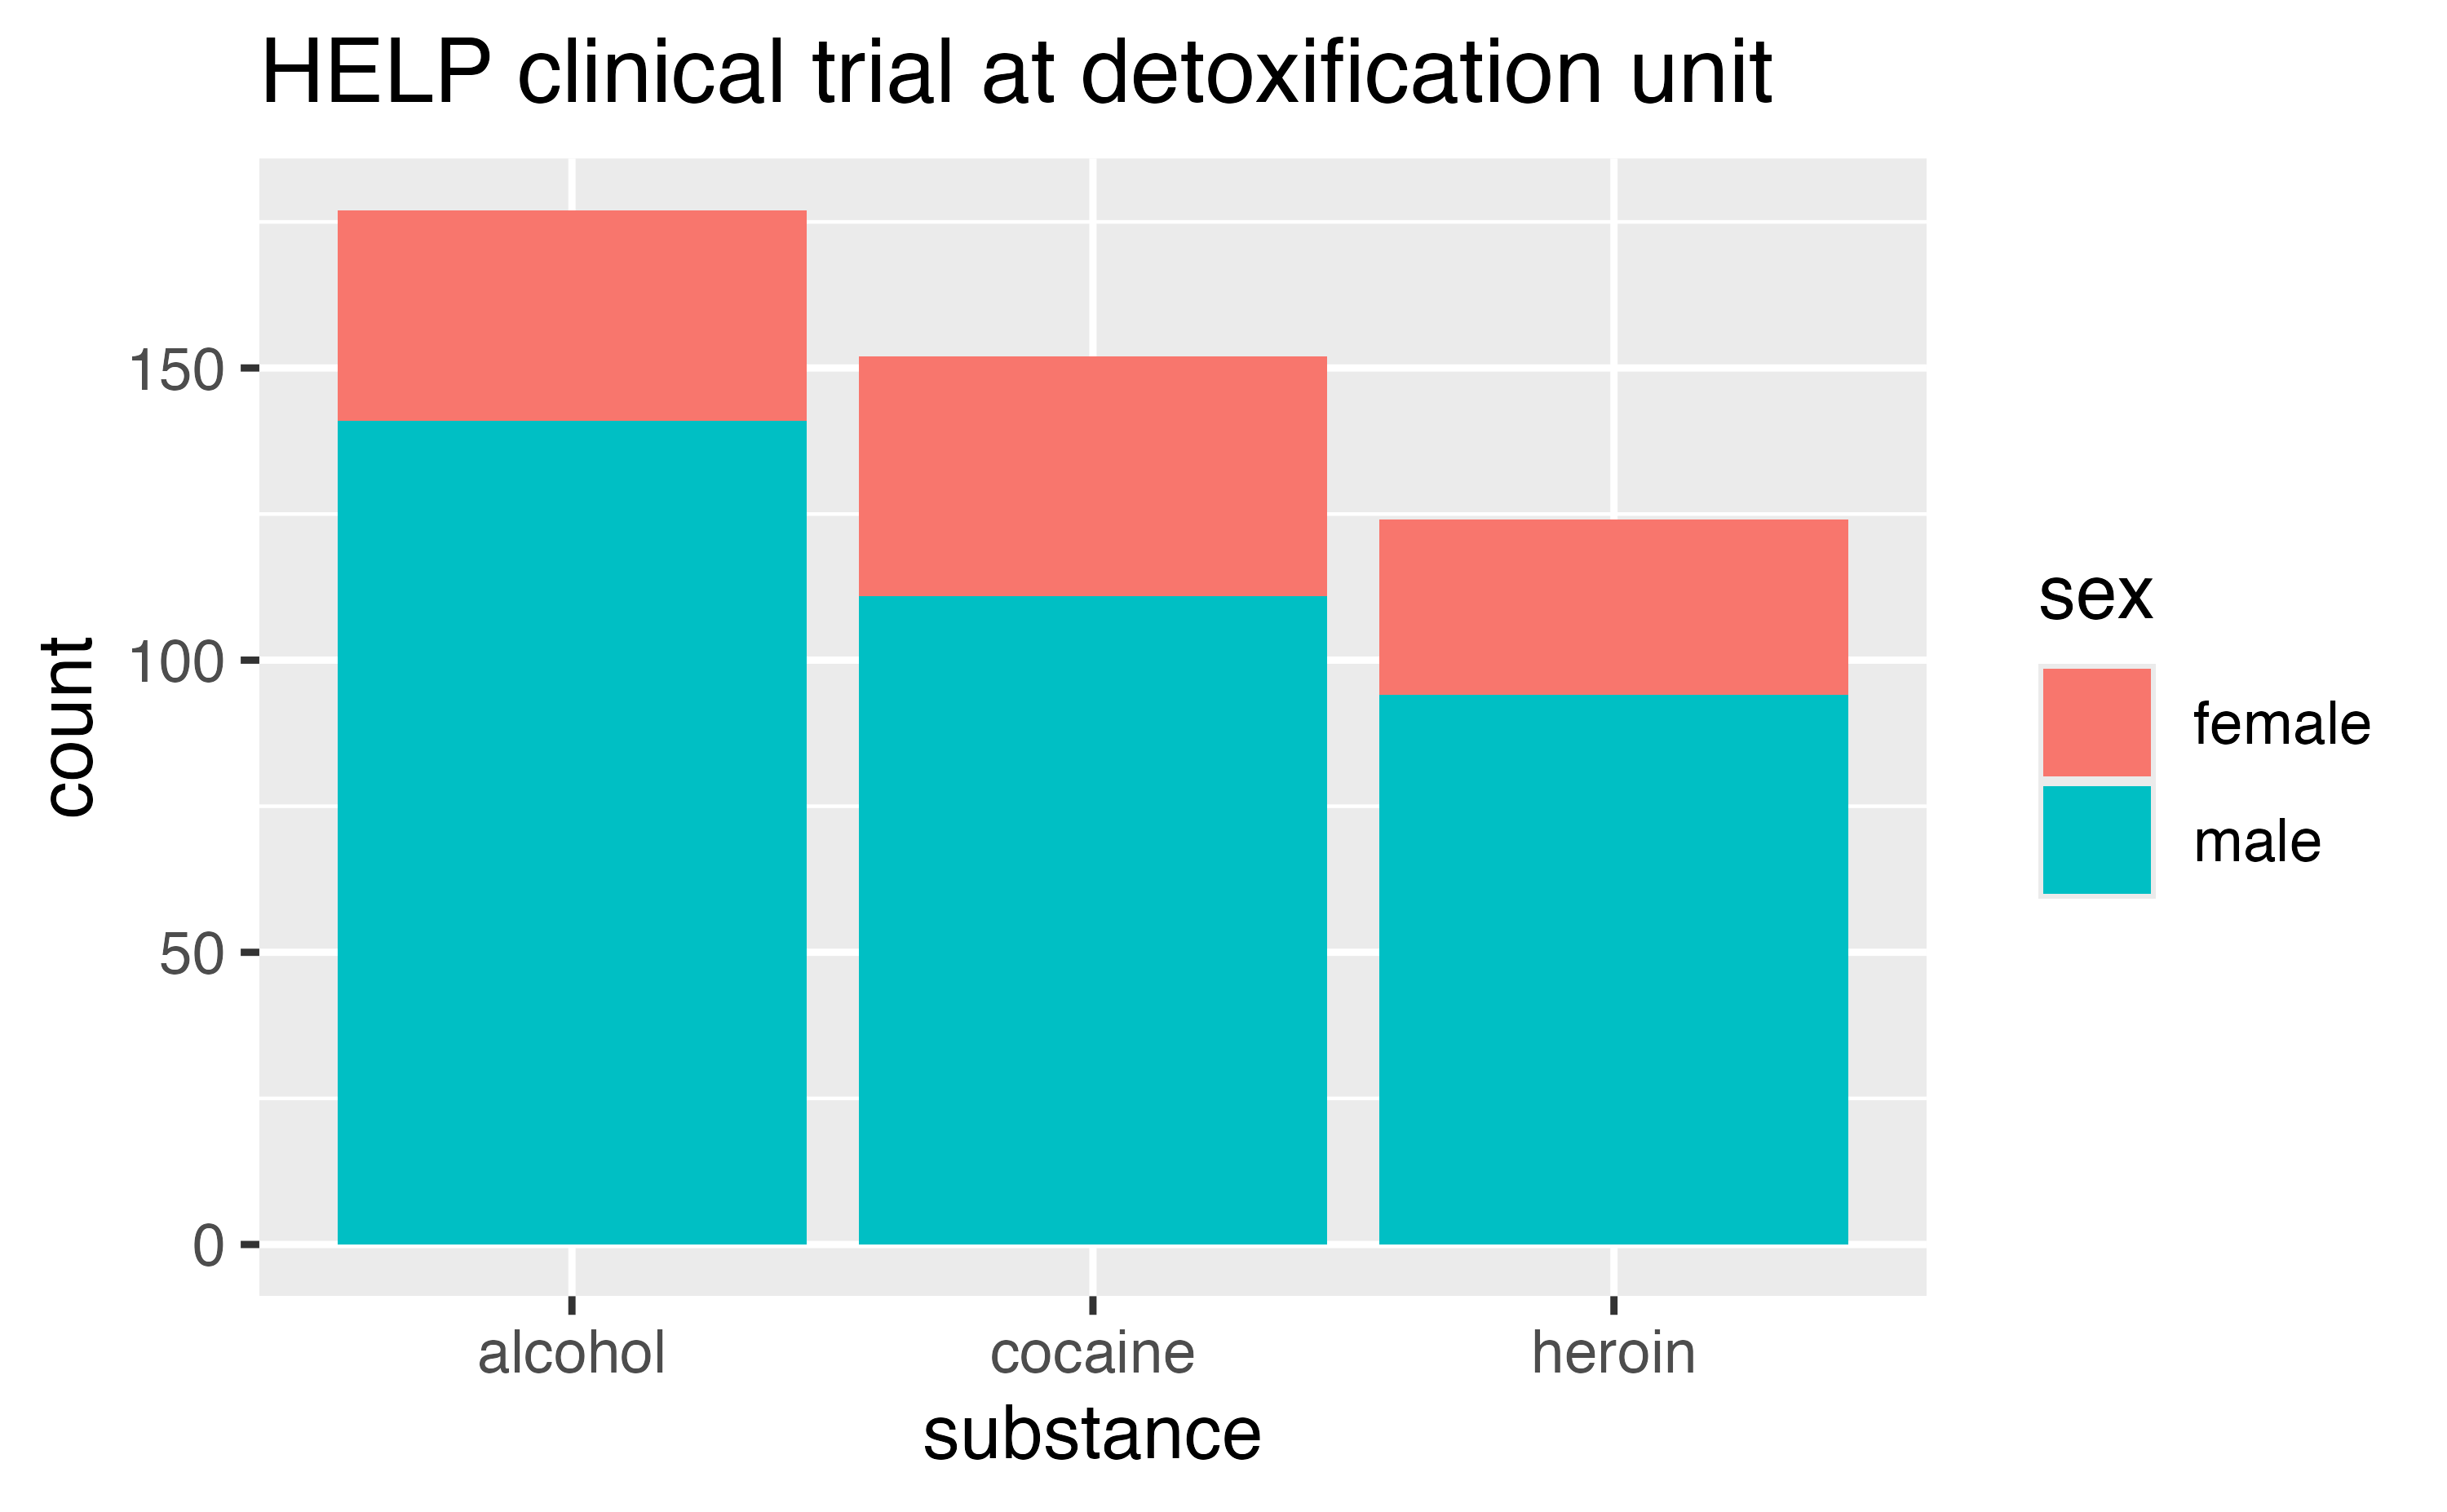 HELP clinical trial at detoxification unit
count
150
100
50
0
alcohol cocaine heroin
substance
sex
female
male